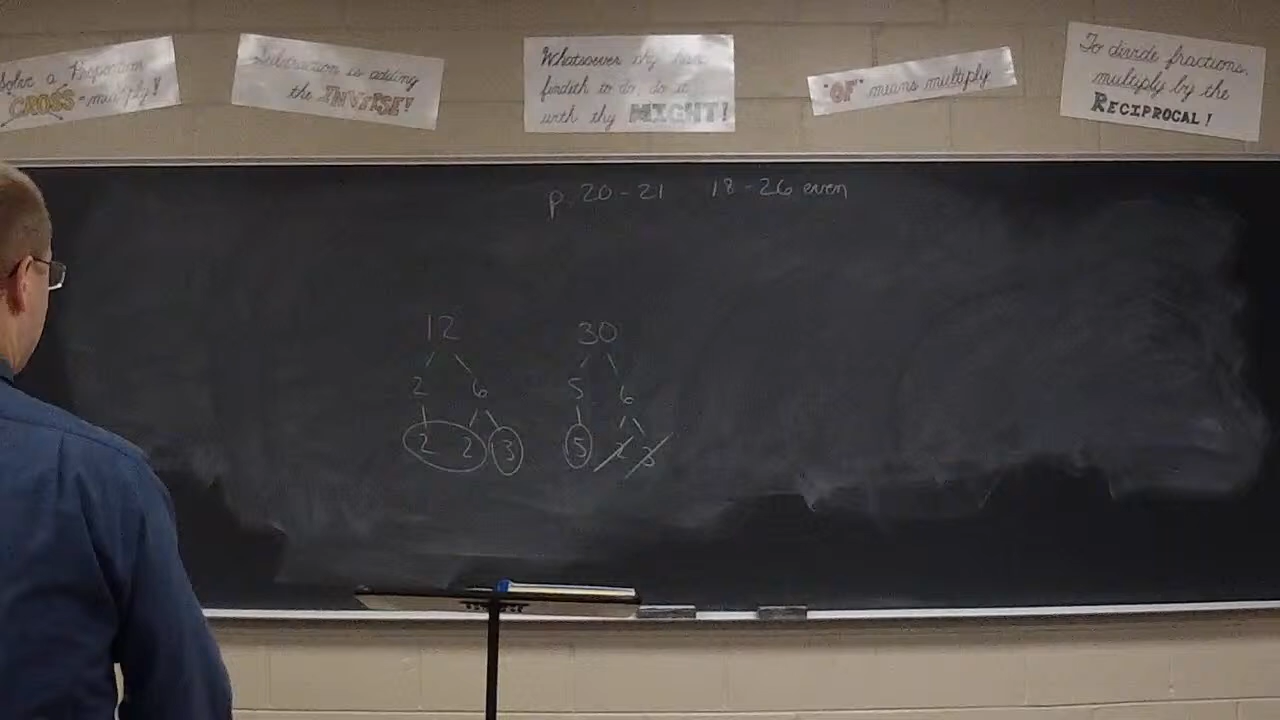 Solve a Proportion
CROSS-multiply!
Subtraction is adding
the INVERSE!
Whatsoever thy hand
findeth to do, do it
with thy MIGHT!
"OF" means multiply
To divide fractions,
multiply by the
RECIPROCAL!
p. 20-21 18-26 even
12 30
2 6 5 6
2 2 3 5 2 3